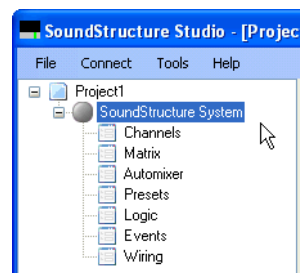 SoundStructure Studio - [Projec
File Connect Tools Help
Project1
SoundStructure System
Channels
Matrix
Automixer
Presets
Logic
Events
Wiring